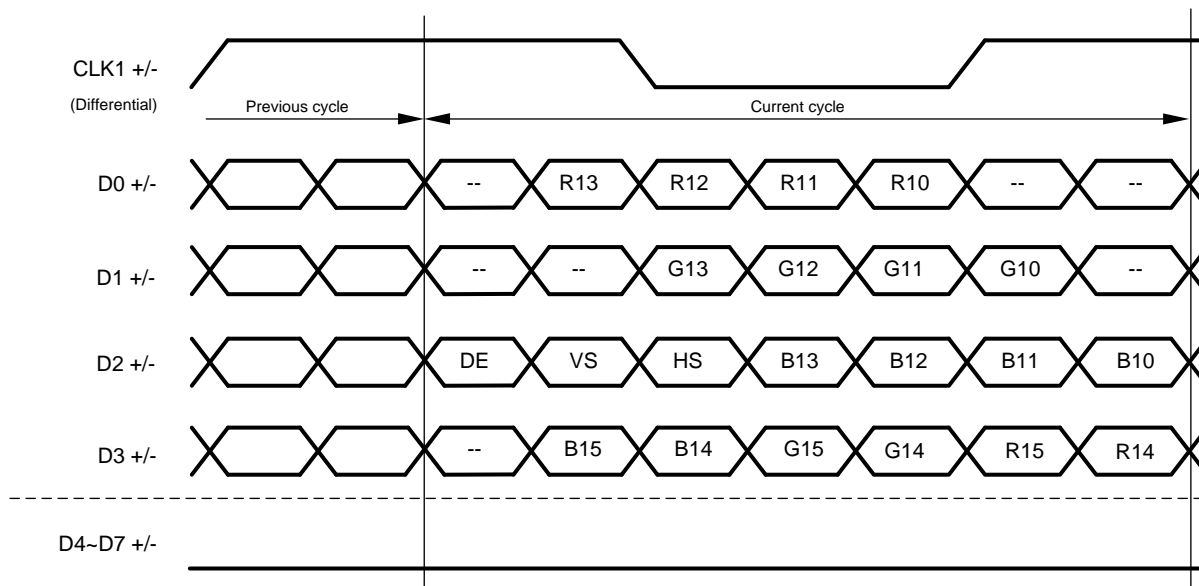 CLK1 +/-
(Differential)
Previous cycle
Current cycle
D0 +/-
-- R13 R12 R11 R10 -- --
D1 +/-
-- -- G13 G12 G11 G10 --
D2 +/-
DE VS HS B13 B12 B11 B10
D3 +/-
-- B15 B14 G15 G14 R15 R14
D4~D7 +/-